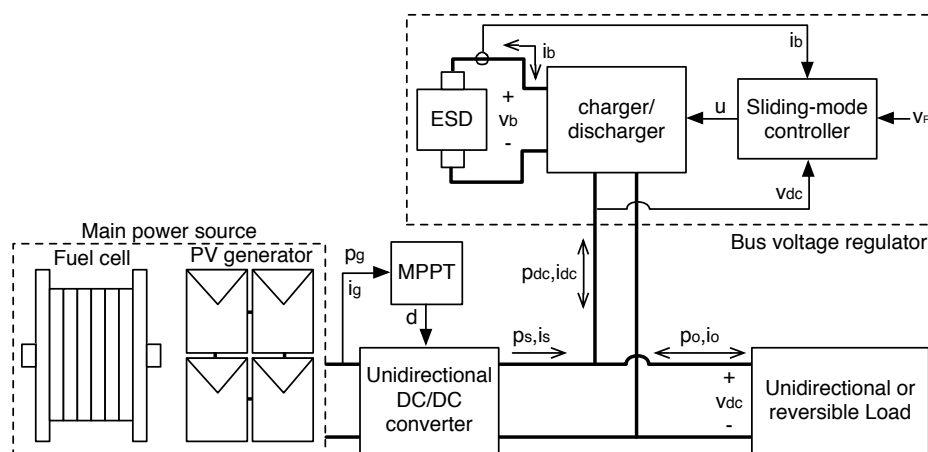 ib
ib
+
vb
-
ESD
charger/
discharger
u
Sliding-mode
controller
vdc
Bus voltage regulator
Main power source
Fuel cell
PV generator
pg
ig
MPPT
d
pdc,idc
ps,is
po,io
Unidirectional
DC/DC
converter
+
vdc
-
Unidirectional or
reversible Load